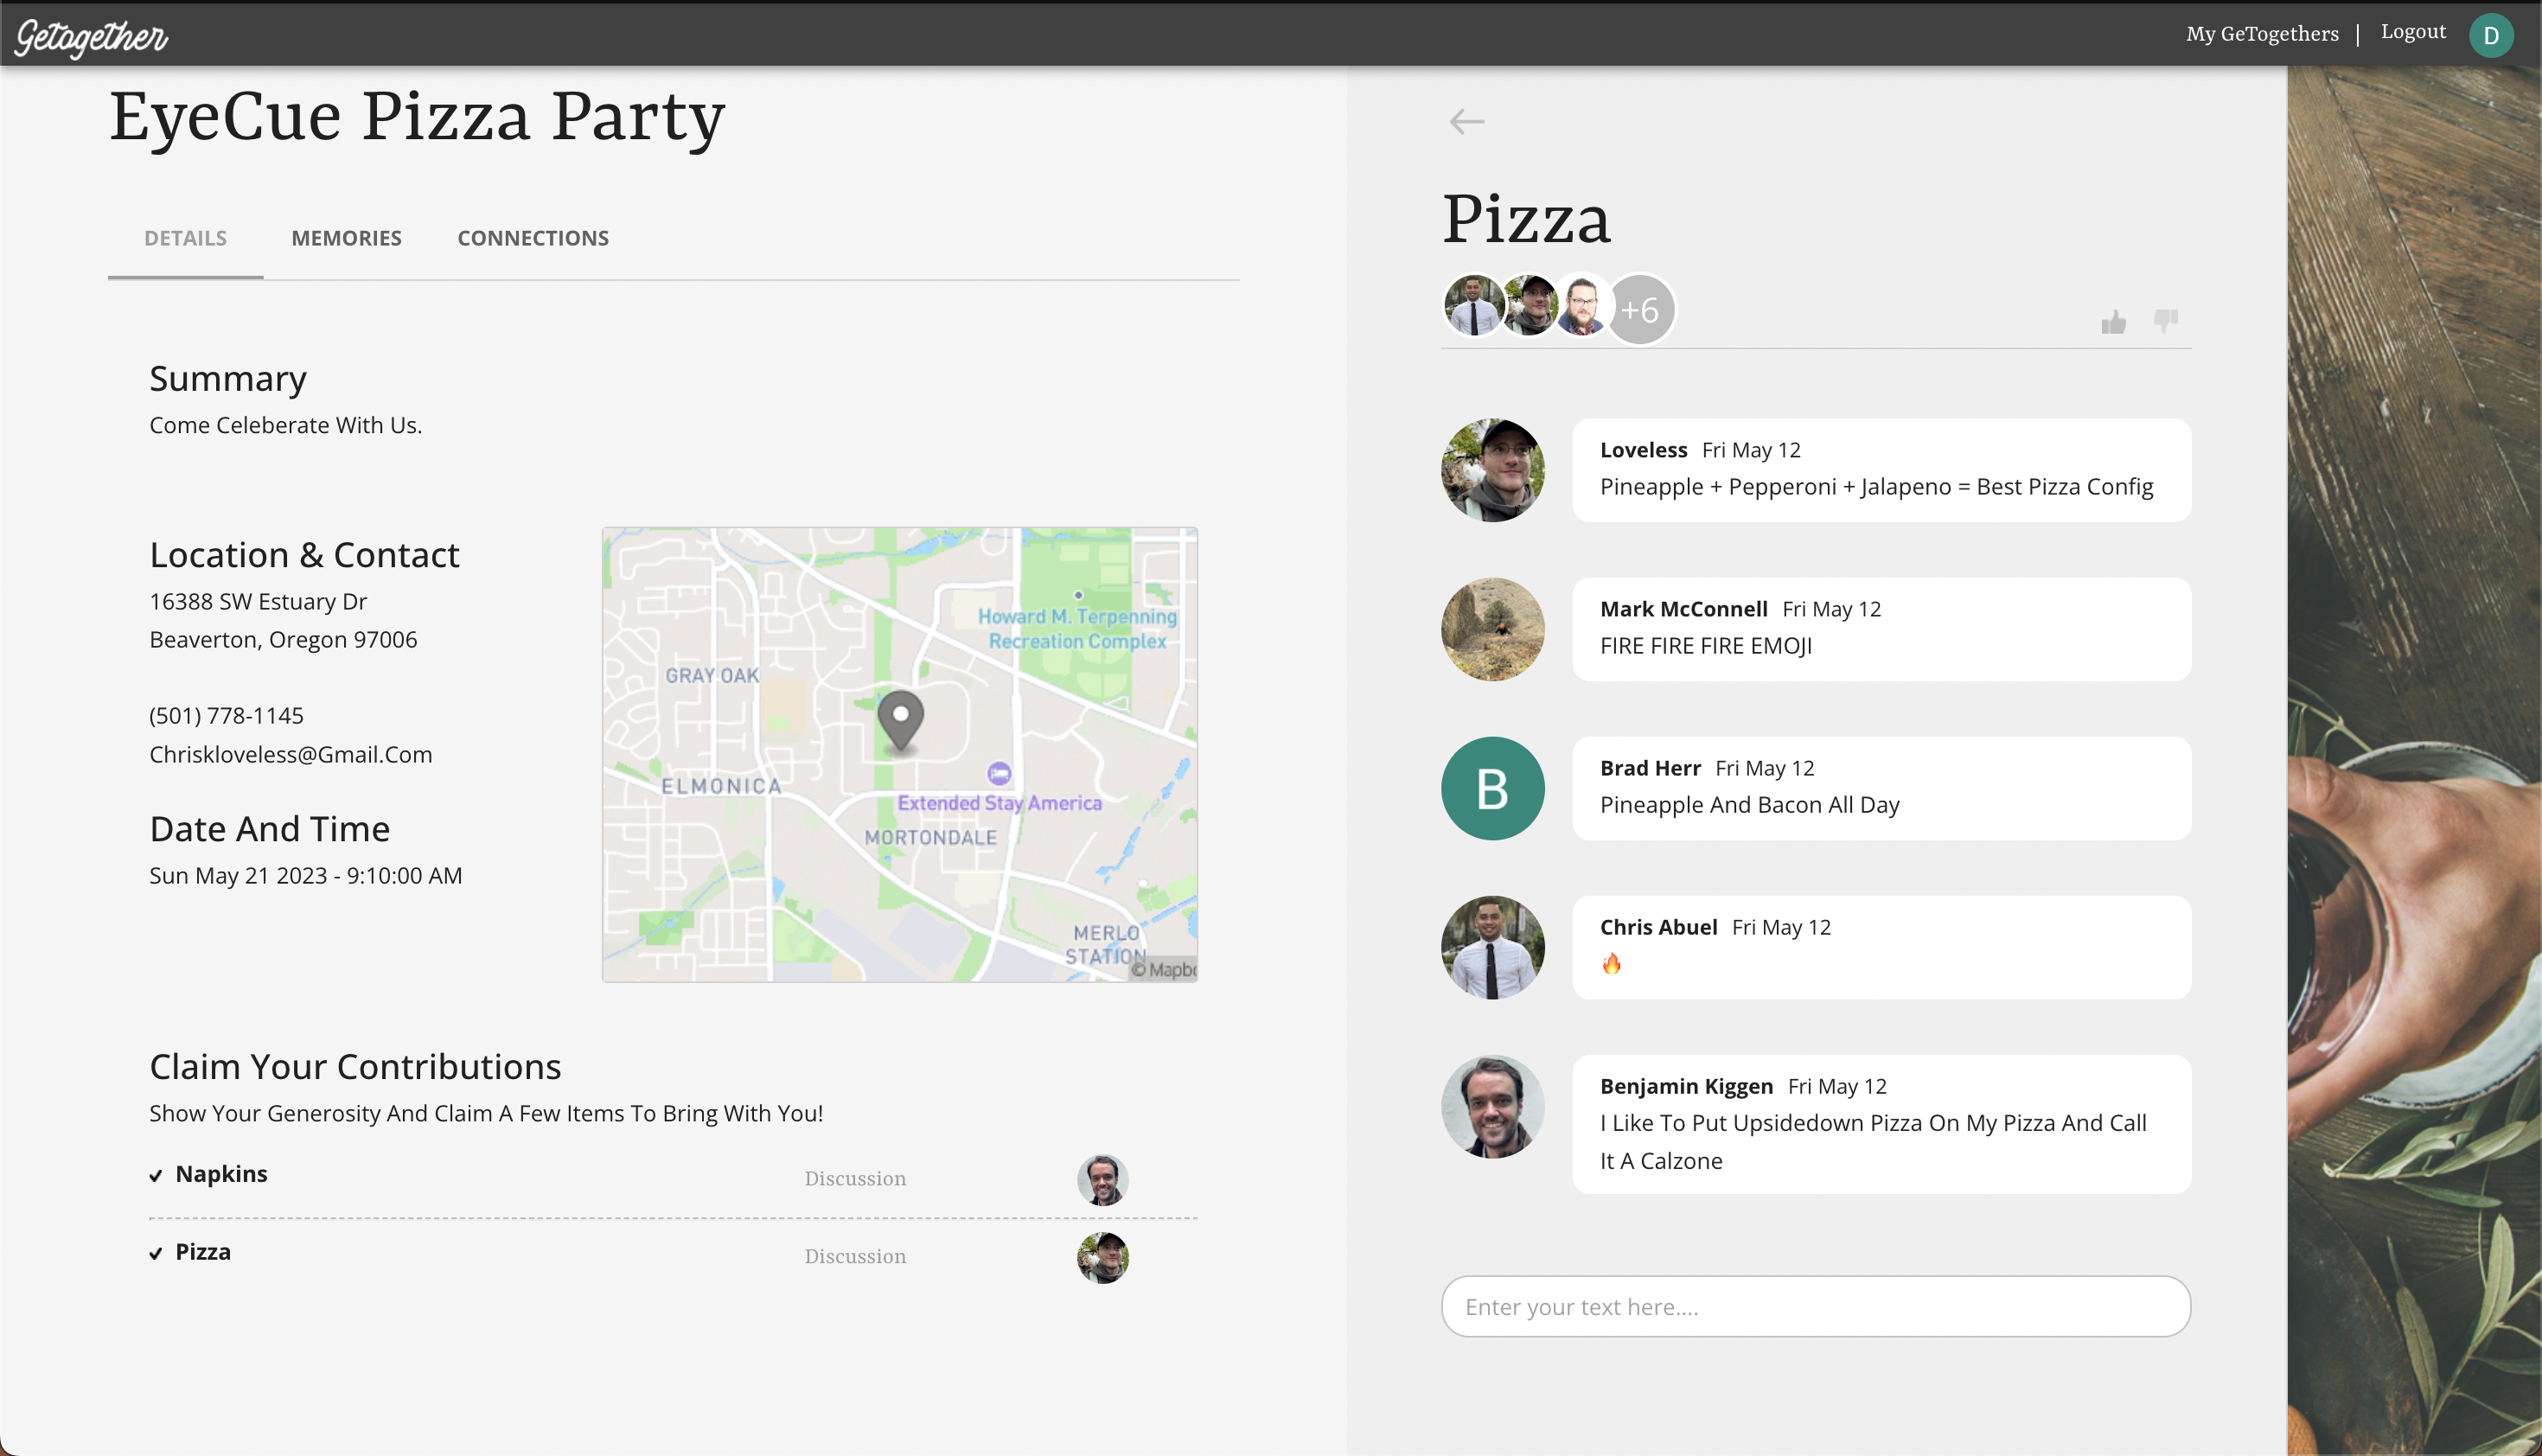 Getogether
My GeTogethers | Logout D
EyeCue Pizza Party
DETAILS MEMORIES CONNECTIONS
Summary
Come Celeberate With Us.
Location & Contact
16388 SW Estuary Dr
Beaverton, Oregon 97006
(501) 778-1145
Chriskloveless@Gmail.Com
Date And Time
Sun May 21 2023 - 9:10:00 AM
Howard M. Terpenning
Recreation Complex
GRAY OAK
ELMONICA
Extended Stay America
MORTONDALE
MERLO
STATION
© Mapbo
Claim Your Contributions
Show Your Generosity And Claim A Few Items To Bring With You!
Napkins Discussion
Pizza Discussion
Pizza
+6
Loveless Fri May 12
Pineapple + Pepperoni + Jalapeno = Best Pizza Config
Mark McConnell Fri May 12
FIRE FIRE FIRE EMOJI
B
Brad Herr Fri May 12
Pineapple And Bacon All Day
Chris Abuel Fri May 12
🔥
Benjamin Kiggen Fri May 12
I Like To Put Upsidedown Pizza On My Pizza And Call
It A Calzone
Enter your text here....